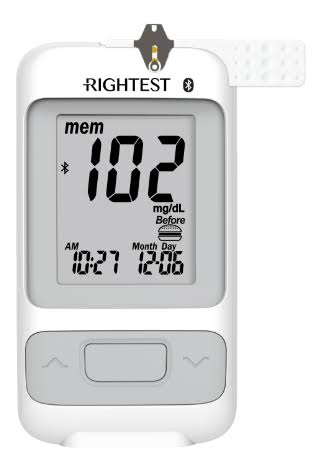 RIGHTEST
mem
102
mg/dL
Before
AM Month Day
10:27 12-06